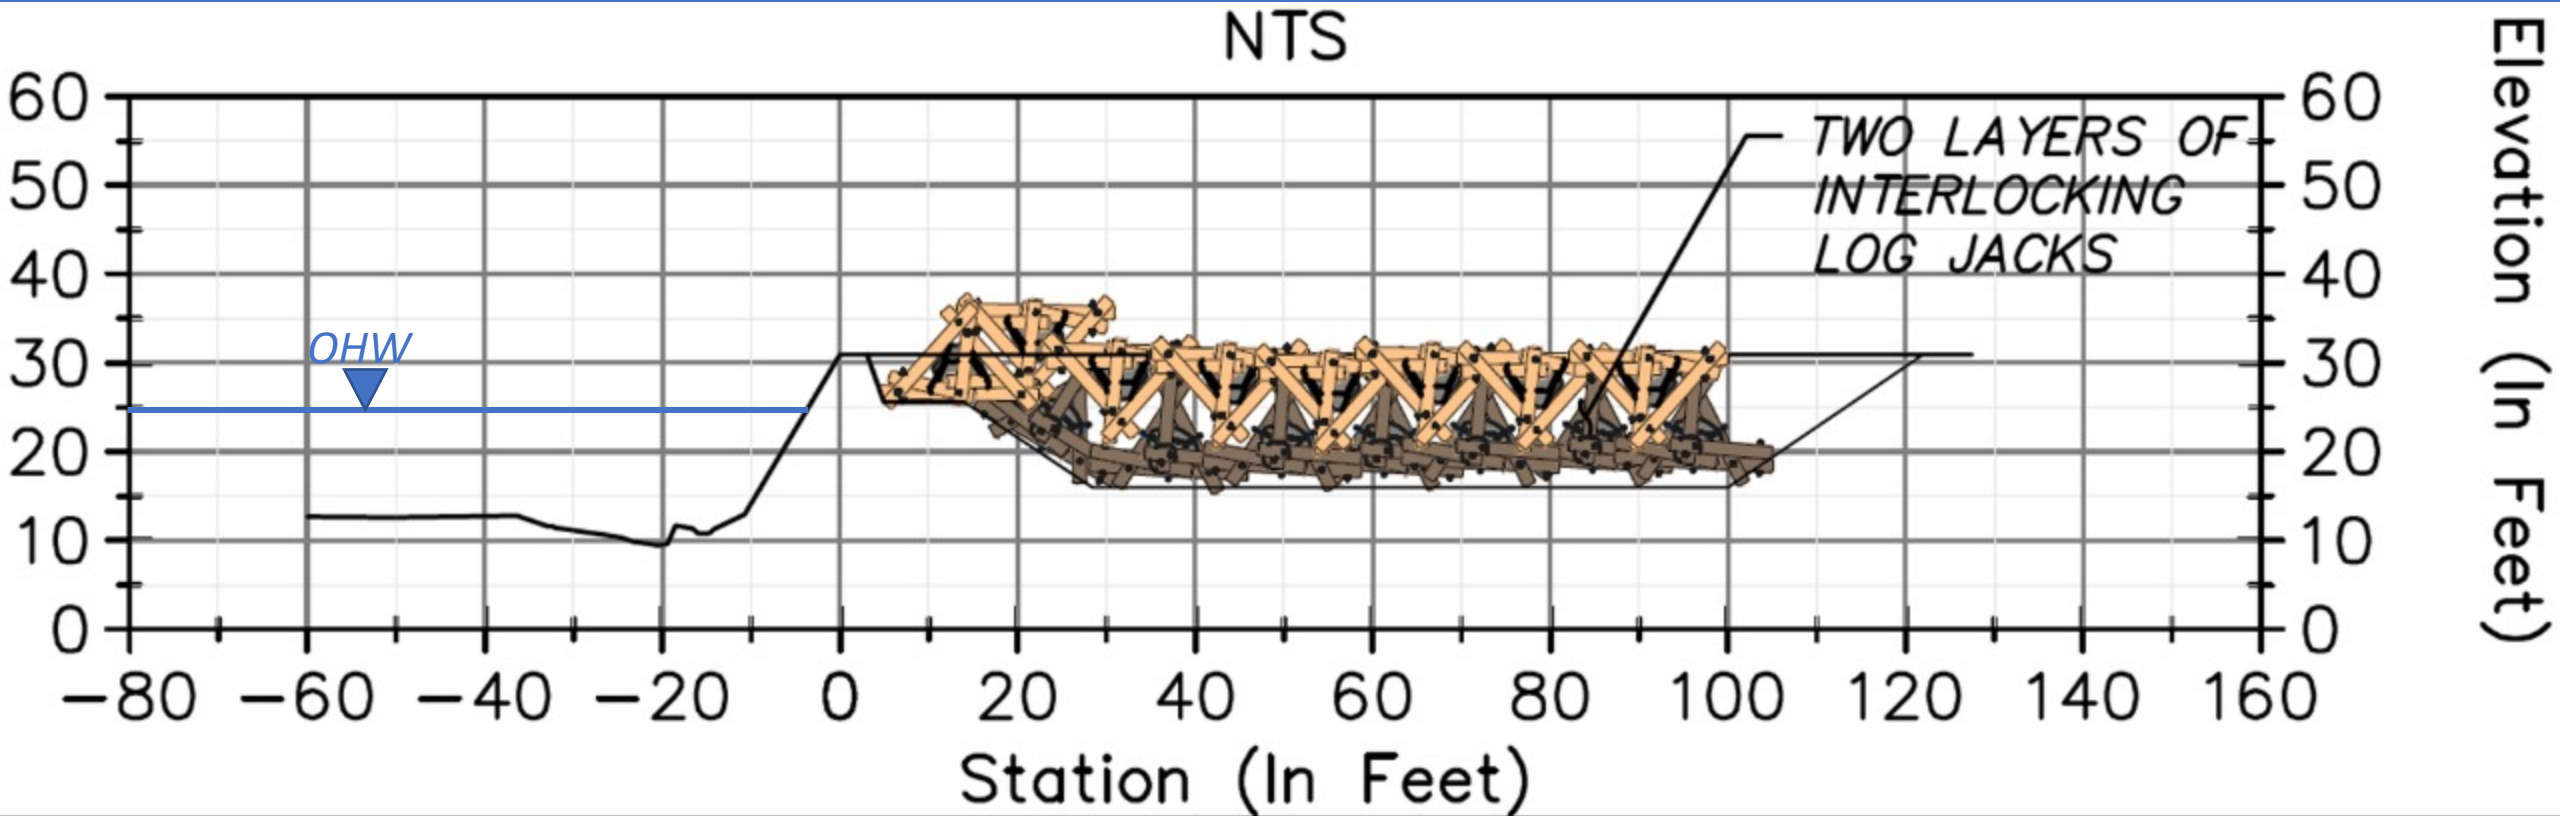 NTS
60
50
40
30
20
10
0
OHW
TWO LAYERS OF
INTERLOCKING
LOG JACKS
60
50
40
30
20
10
0
Elevation (In Feet)
−80 −60 −40 −20 0 20 40 60 80 100 120 140 160
Station (In Feet)